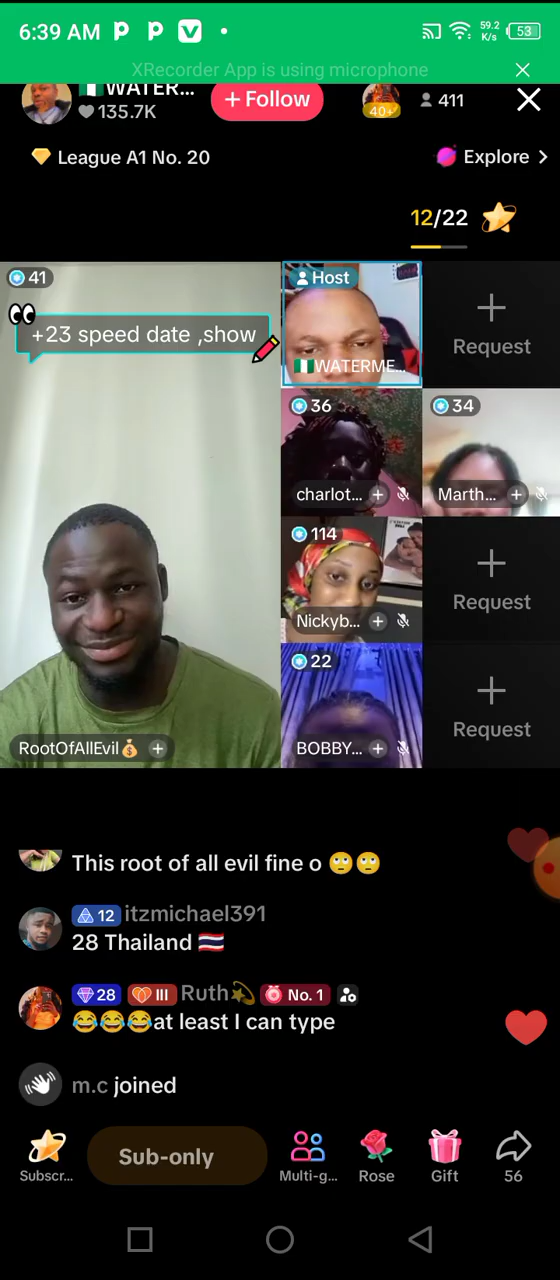 6:39 AM
59.2
K/s
53
XRecorder App is using microphone
WATER...
135.7K
+ Follow
40+
411
League A1 No. 20
Explore
12/22
41
+23 speed date ,show
Host
WATERME...
Request
36
charlot...
34
Marth...
114
Nickyb...
Request
22
BOBBY...
Request
RootOfAllEvil💰
This root of all evil fine o 🙄🙄
12 itzmichael391
28 Thailand 🇹🇭
28 III Ruth💫 No. 1
😂😂😂at least I can type
m.c joined
Sub-only
Subscr...
Multi-g...
Rose
Gift
56